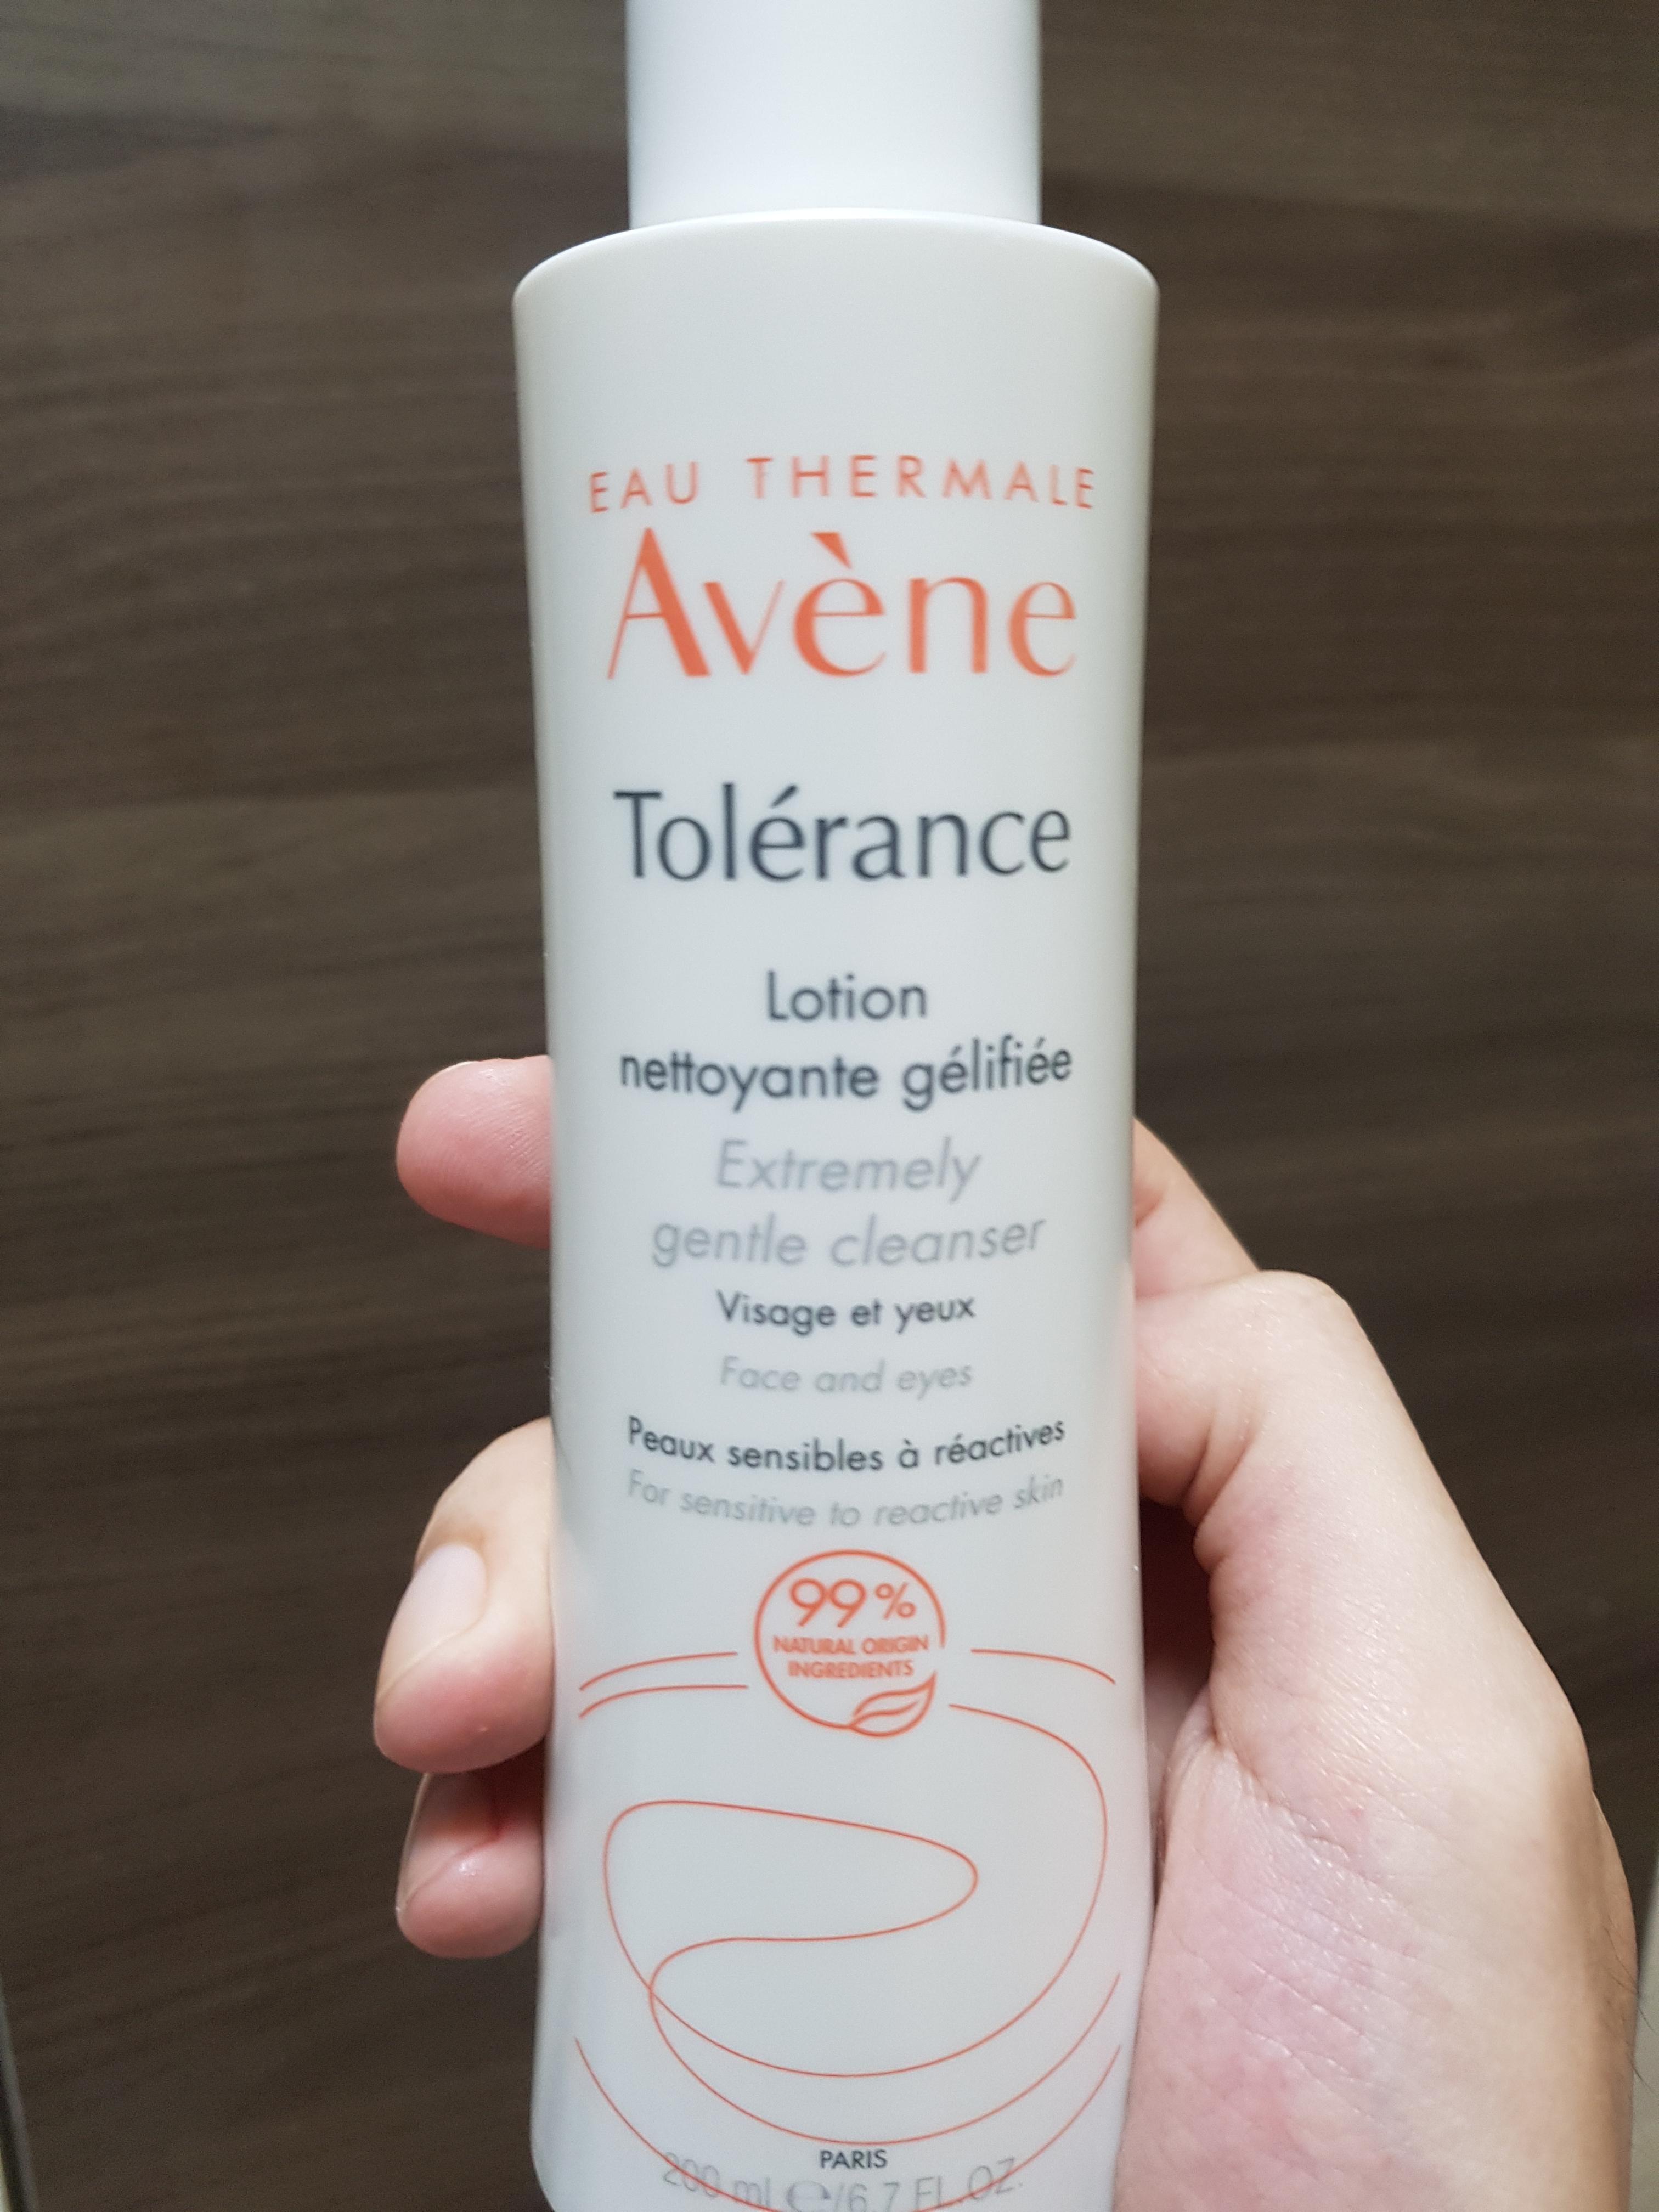 EAU THERMALE
Avène
Tolérance
Lotion
nettoyante gélifiée
Extremely
gentle cleanser
Visage et yeux
Face and eyes
Peaux sensibles à réactives
For sensitive to reactive skin
99%
NATURAL ORIGIN
INGREDIENTS
PARIS
200 ml ℮/6.7 FL.OZ.